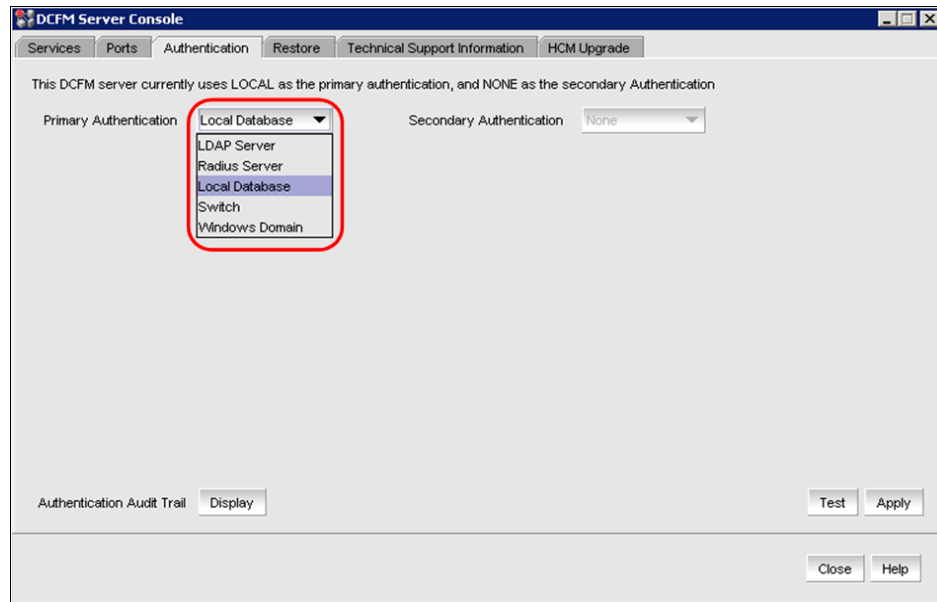 DCFM Server Console
Services Ports Authentication Restore Technical Support Information HCM Upgrade
This DCFM server currently uses LOCAL as the primary authentication, and NONE as the secondary Authentication
Primary Authentication Local Database Secondary Authentication None
LDAP Server
Radius Server
Local Database
Switch
Windows Domain
Authentication Audit Trail Display Test Apply
Close Help